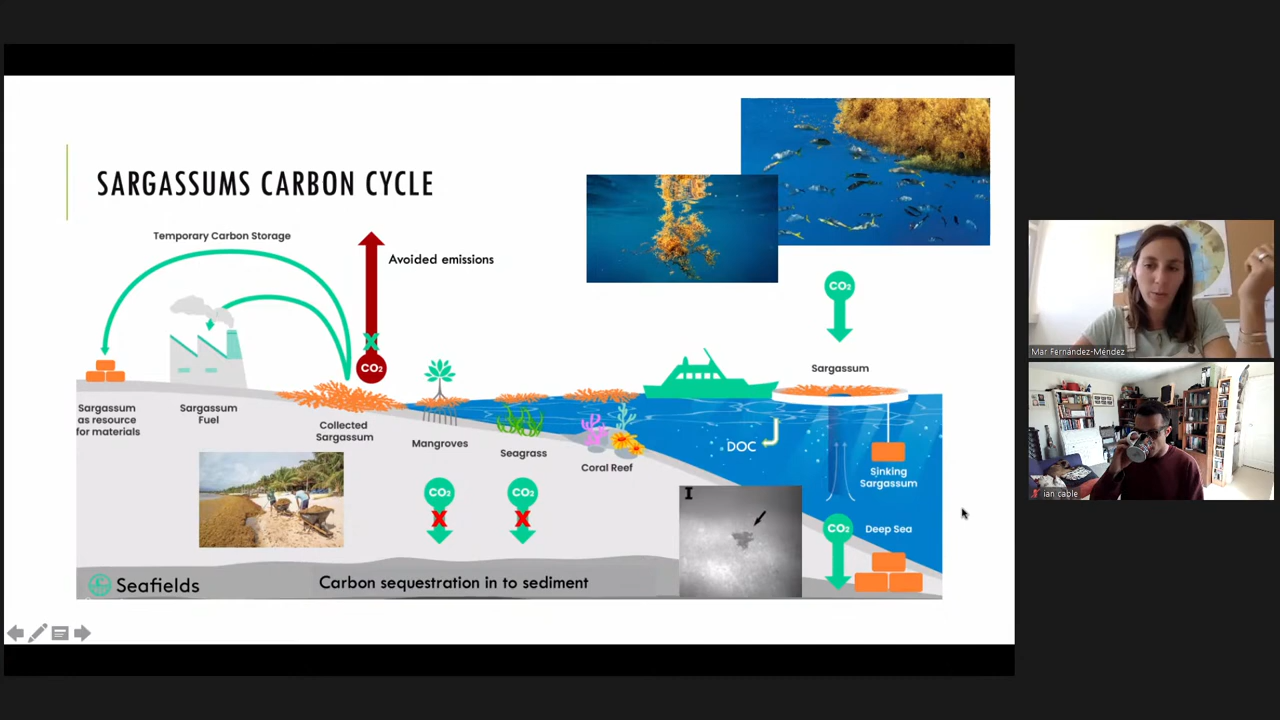 SARGASSUMS CARBON CYCLE
Temporary Carbon Storage
Avoided emissions
CO₂
X
CO₂
Sargassum
Sargassum
as resource
for materials
Sargassum
Fuel
Collected
Sargassum
Mangroves
Seagrass
Coral Reef
DOC
Sinking
Sargassum
CO₂
X
CO₂
X
I
CO₂
Deep Sea
Seafields
Carbon sequestration in to sediment
Mar Fernández-Méndez
ian cable